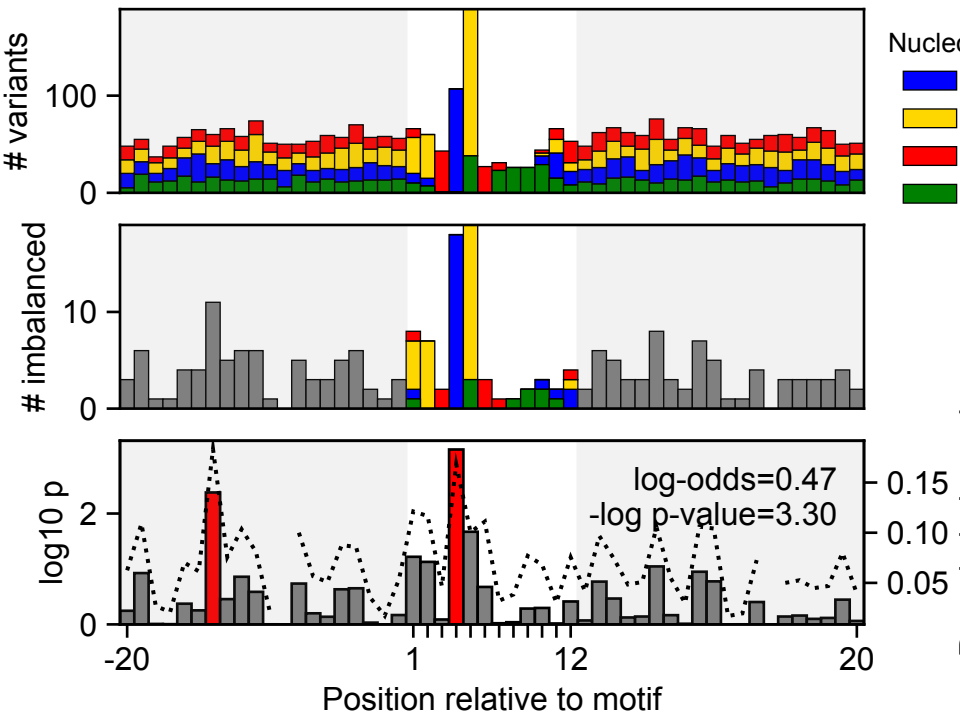 # variants
100
0
Nucleo
# imbalanced
10
0
log10 p
2
0
log-odds=0.47
-log p-value=3.30
0.15
0.10
0.05
-20
1
12
20
Position relative to motif